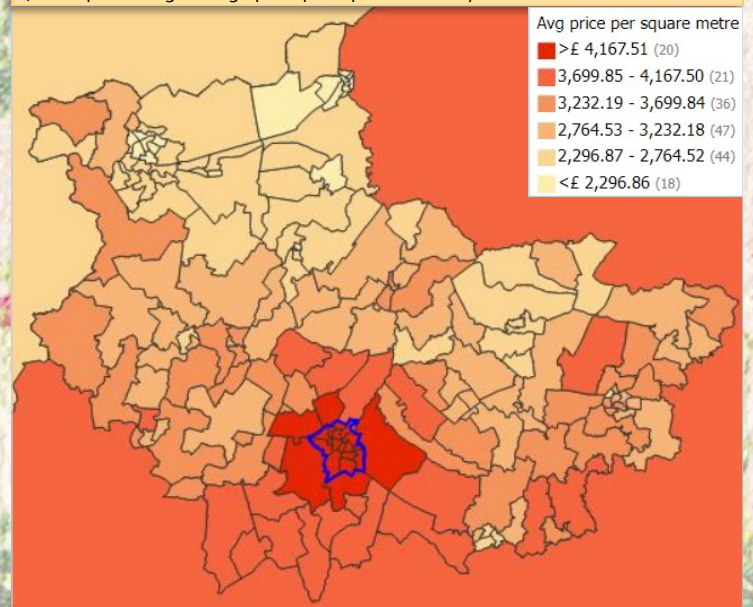 Avg price per square metre
>£ 4,167.51 (20)
3,699.85 - 4,167.50 (21)
3,232.19 - 3,699.84 (36)
2,764.53 - 3,232.18 (47)
2,296.87 - 2,764.52 (44)
<£ 2,296.86 (18)